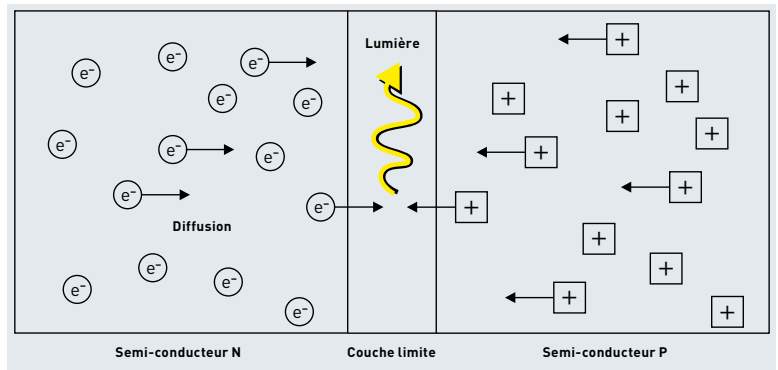 Lumière
e⁻ e⁻ e⁻ +
e⁻ e⁻ + + +
e⁻ e⁻ e⁻ + +
e⁻ +
e⁻ +
Diffusion
+
e⁻ e⁻ e⁻ +
e⁻ + +
Semi-conducteur N Couche limite Semi-conducteur P